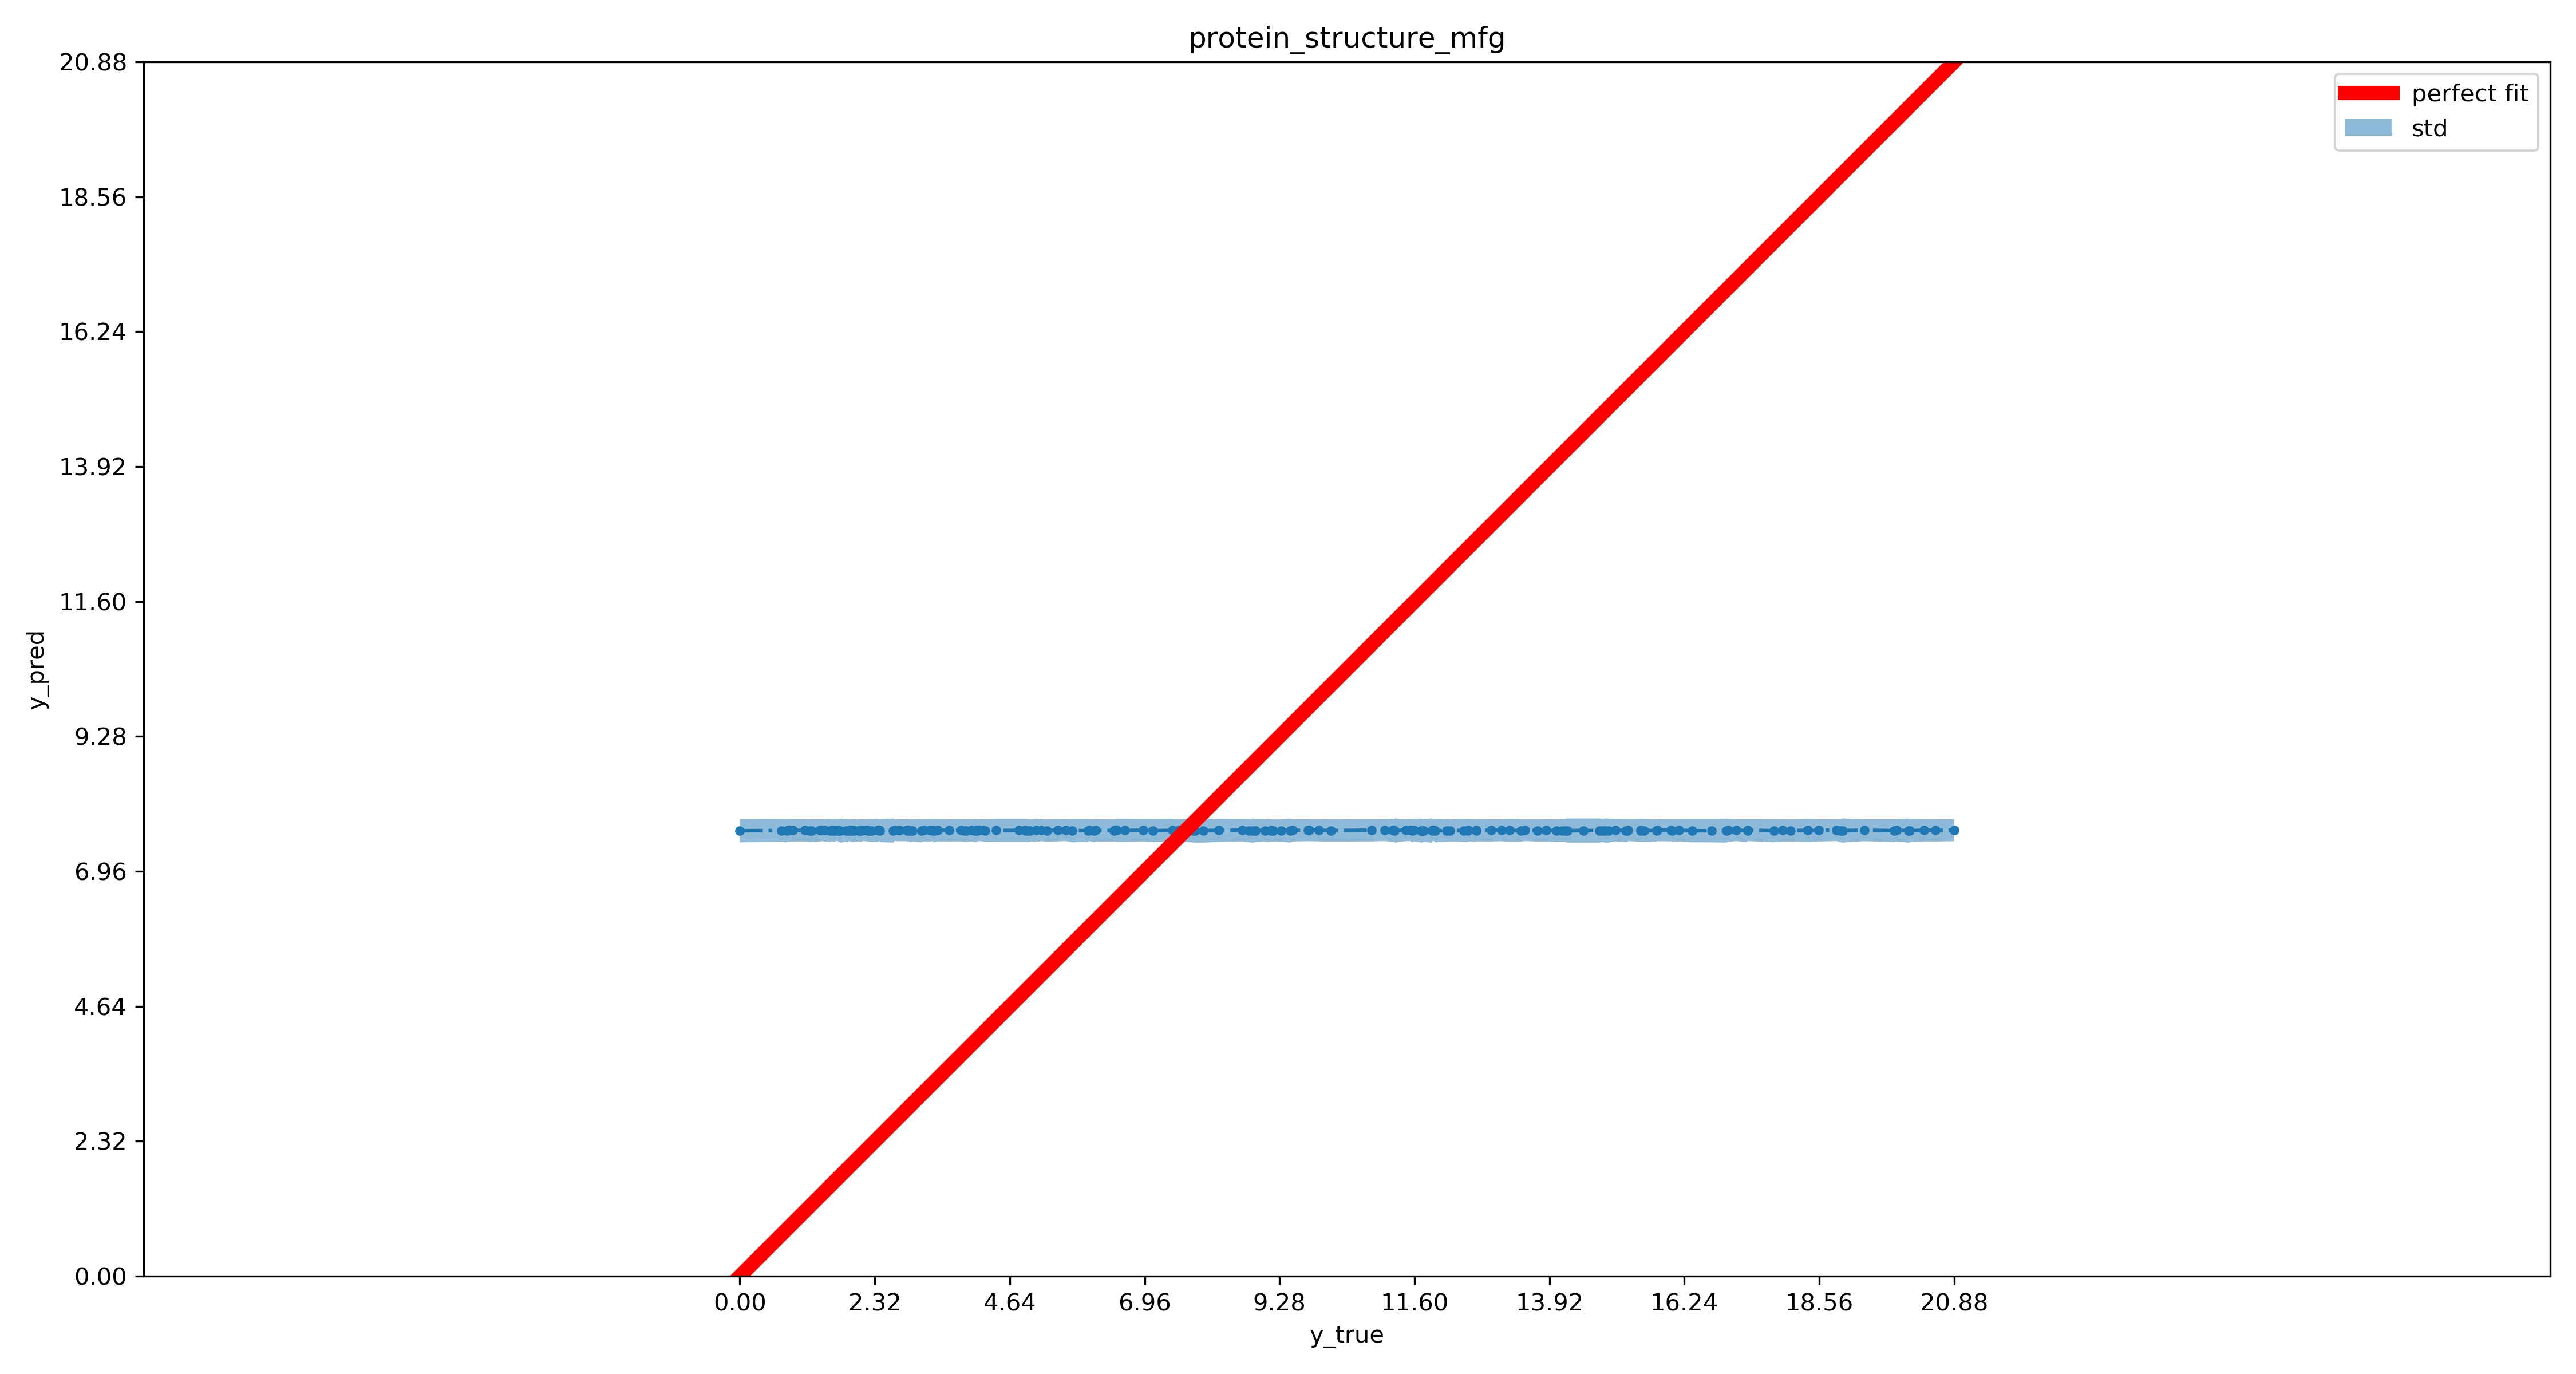 protein_structure_mfg
perfect fit
std
20.88
18.56
16.24
13.92
11.60
9.28
6.96
4.64
2.32
0.00
y_pred
0.00 2.32 4.64 6.96 9.28 11.60 13.92 16.24 18.56 20.88
y_true